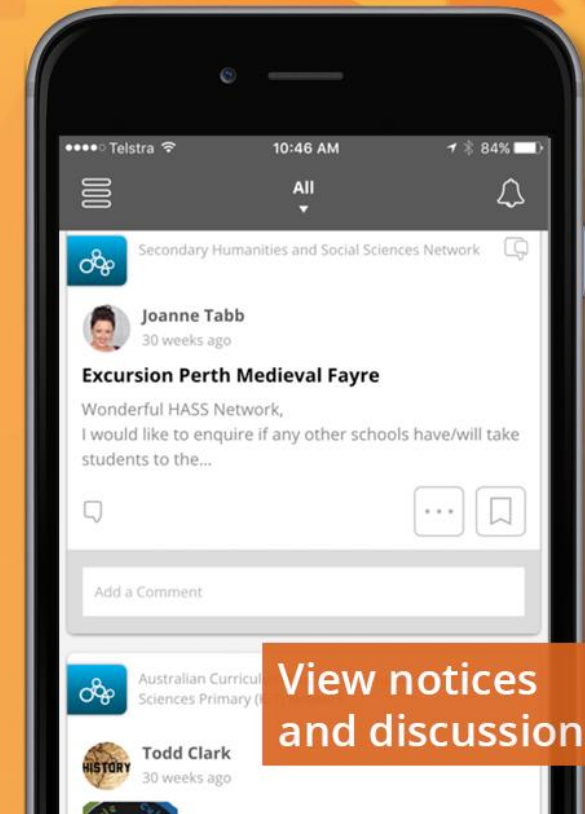 Telstra 10:46 AM 84%
All
Secondary Humanities and Social Sciences Network
Joanne Tabb
30 weeks ago
Excursion Perth Medieval Fayre
Wonderful HASS Network,
I would like to enquire if any other schools have/will take
students to the...
Add a Comment
Australian
Sciences Primary
View notices
and discussion
HISTORY
Todd Clark
30 weeks ago